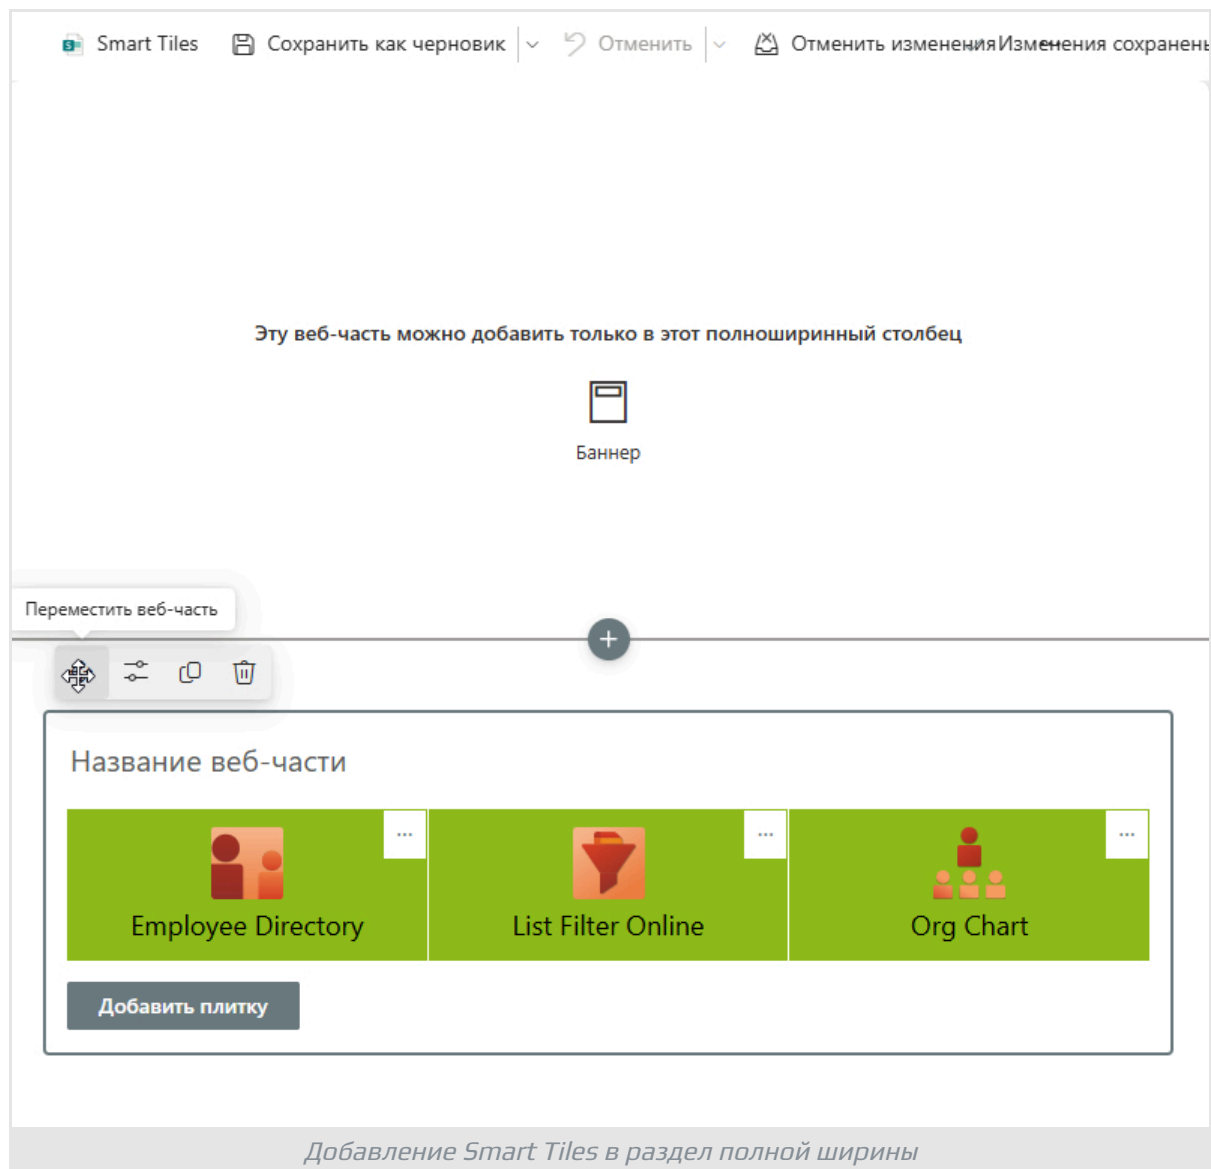 Smart Tiles Сохранить как черновик Отменить Отменить изменения Изменения сохранены
Эту веб-часть можно добавить только в этот полноширинный столбец
Баннер
Переместить веб-часть
Название веб-части
Employee Directory List Filter Online Org Chart
Добавить плитку
Добавление Smart Tiles в раздел полной ширины